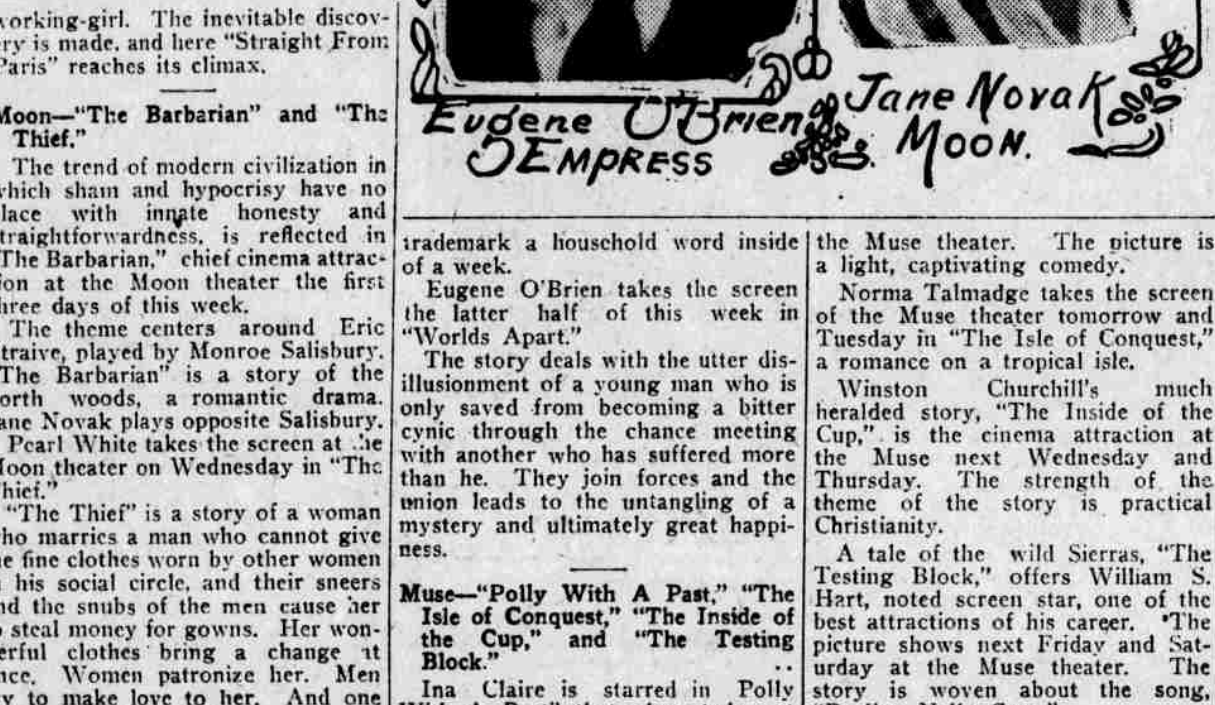 working-girl. The inevitable discov-
ery is made, and here "Straight From
Paris" reaches its climax.
Moon—"The Barbarian" and "The
Thief."
The trend of modern civilization in
which sham and hypocrisy have no
lace with innate honesty and
traightforwardness, is reflected in
The Barbarian," chief cinema attrac-
ion at the Moon theater the first
hree days of this week.
The theme centers around Eric
traive, played by Monroe Salisbury.
The Barbarian" is a story of the
orth woods, a romantic drama.
ane Novak plays opposite Salisbury.
Pearl White takes the screen at he
Moon theater on Wednesday in "The
hief."
"The Thief" is a story of a woman
ho marries a man who cannot give
e fine clothes worn by other women
his social circle, and their sneers
nd the snubs of the men cause her
steal money for gowns. Her won-
erful clothes bring a change at
nce. Women patronize her. Men
y to make love to her. And one
Eugene O'Brien
EMPRESS
Jane Novak
MOON.
trademark a household word inside
of a week.
Eugene O'Brien takes the screen
the latter half of this week in
"Worlds Apart."
The story deals with the utter dis-
illusionment of a young man who is
only saved from becoming a bitter
cynic through the chance meeting
with another who has suffered more
than he. They join forces and the
union leads to the untangling of a
mystery and ultimately great happi-
ness.
Muse—"Polly With A Past," "The
Isle of Conquest," "The Inside of
the Cup," and "The Testing
Block."
Ina Claire is starred in Polly
the Muse theater. The picture is
a light, captivating comedy.
Norma Talmadge takes the screen
of the Muse theater tomorrow and
Tuesday in "The Isle of Conquest,"
a romance on a tropical isle.
Winston Churchill's much
heralded story, "The Inside of the
Cup," is the cinema attraction at
the Muse next Wednesday and
Thursday. The strength of the
theme of the story is practical
Christianity.
A tale of the wild Sierras, "The
Testing Block," offers William S.
Hart, noted screen star, one of the
best attractions of his career. The
picture shows next Friday and Sat-
urday at the Muse theater. The
story is woven about the song,